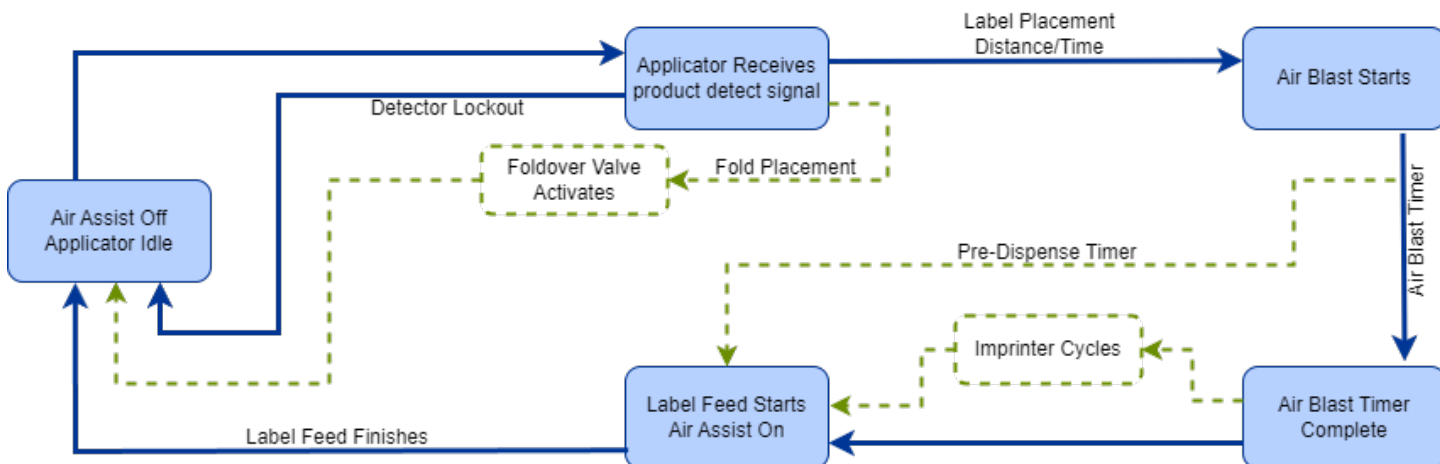 Label Placement
Distance/Time
Applicator Receives
product detect signal
Air Blast Starts
Detector Lockout
Foldover Valve
Activates
Fold Placement
Air Assist Off
Applicator Idle
Pre-Dispense Timer
Air Blast Timer
Imprinter Cycles
Label Feed Starts
Air Assist On
Air Blast Timer
Complete
Label Feed Finishes